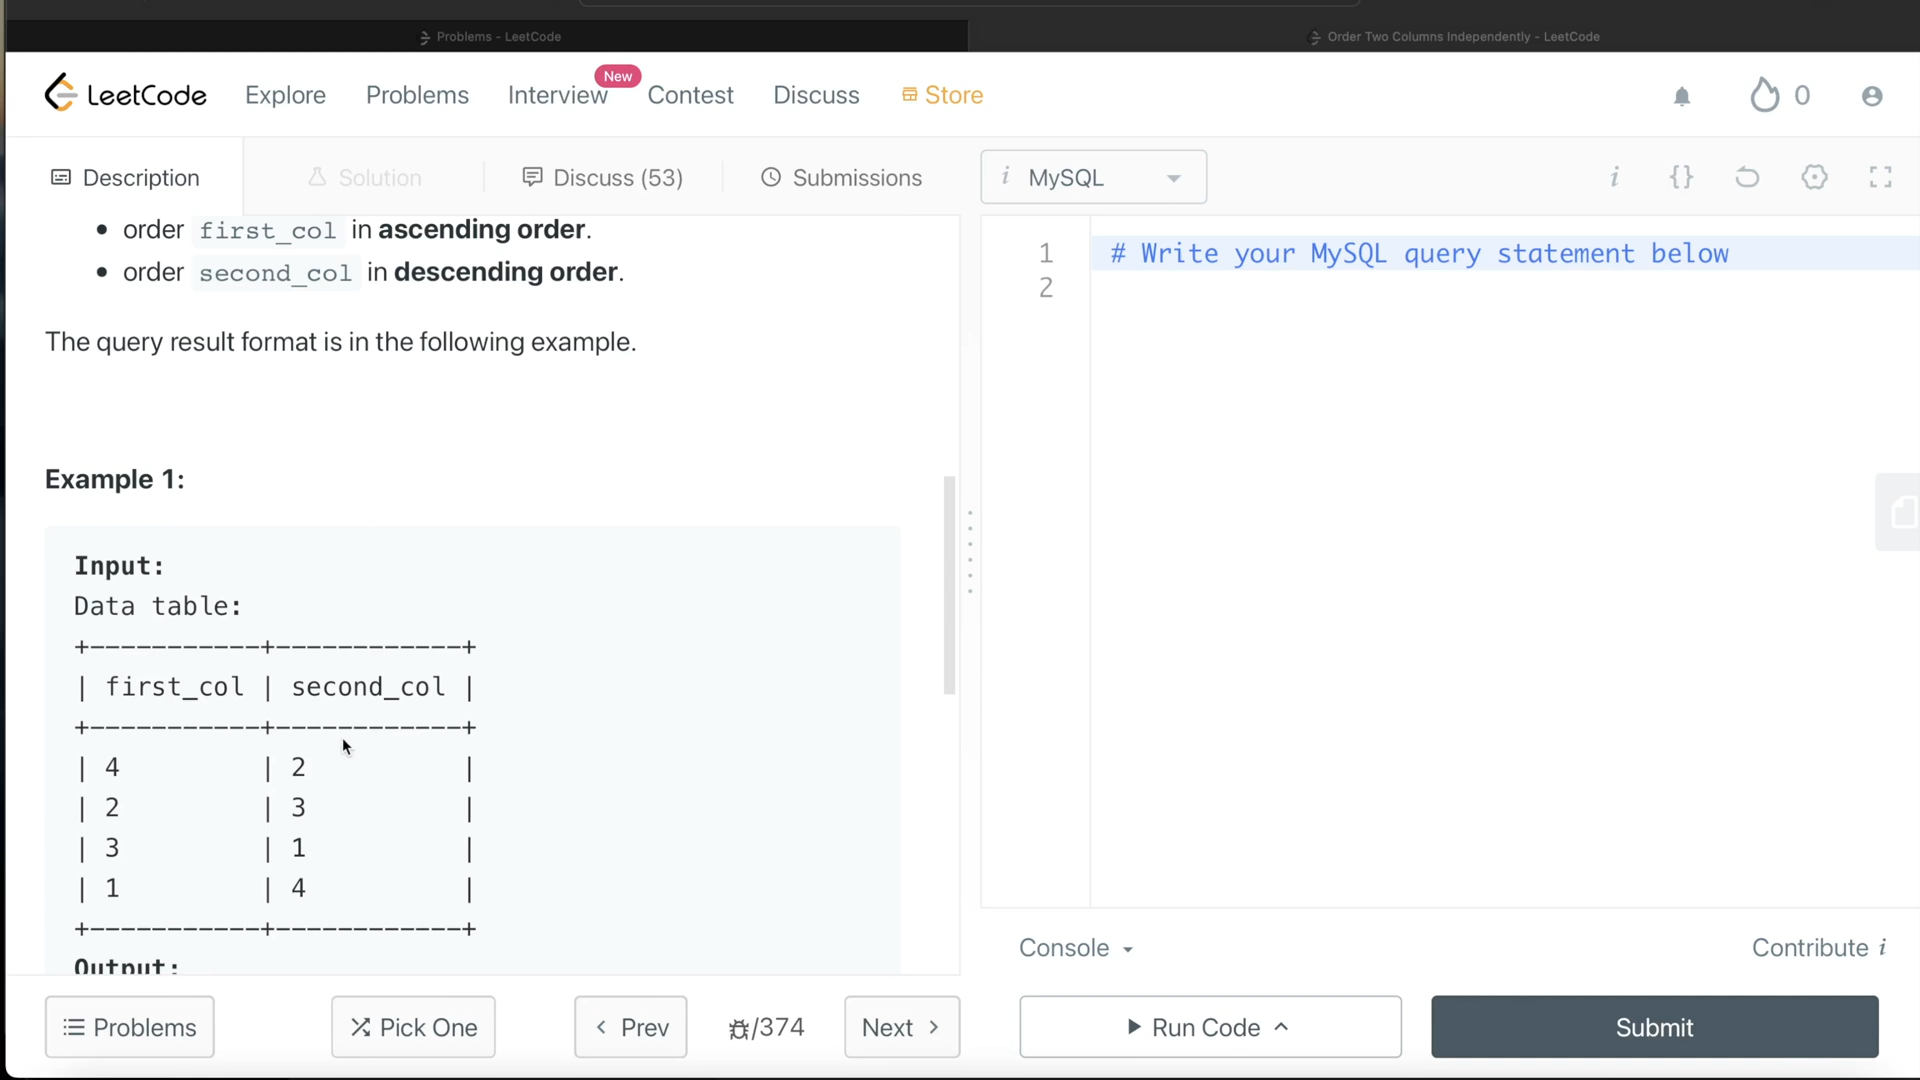 Problems - LeetCode
Order Two Columns Independently - LeetCode
LeetCode
Explore
Problems
Interview
New
Contest
Discuss
Store
0
Description
Solution
Discuss (53)
Submissions
i MySQL
i
{}
• order first_col in ascending order.
• order second_col in descending order.
The query result format is in the following example.
Example 1:
Input:
Data table:
+-----------+------------+
| first_col | second_col |
+-----------+------------+
| 4         | 2          |
| 2         | 3          |
| 3         | 1          |
| 1         | 4          |
+-----------+------------+
Output:
1 # Write your MySQL query statement below
2
Console
Contribute i
Problems
Pick One
Prev
/374
Next
Run Code
Submit